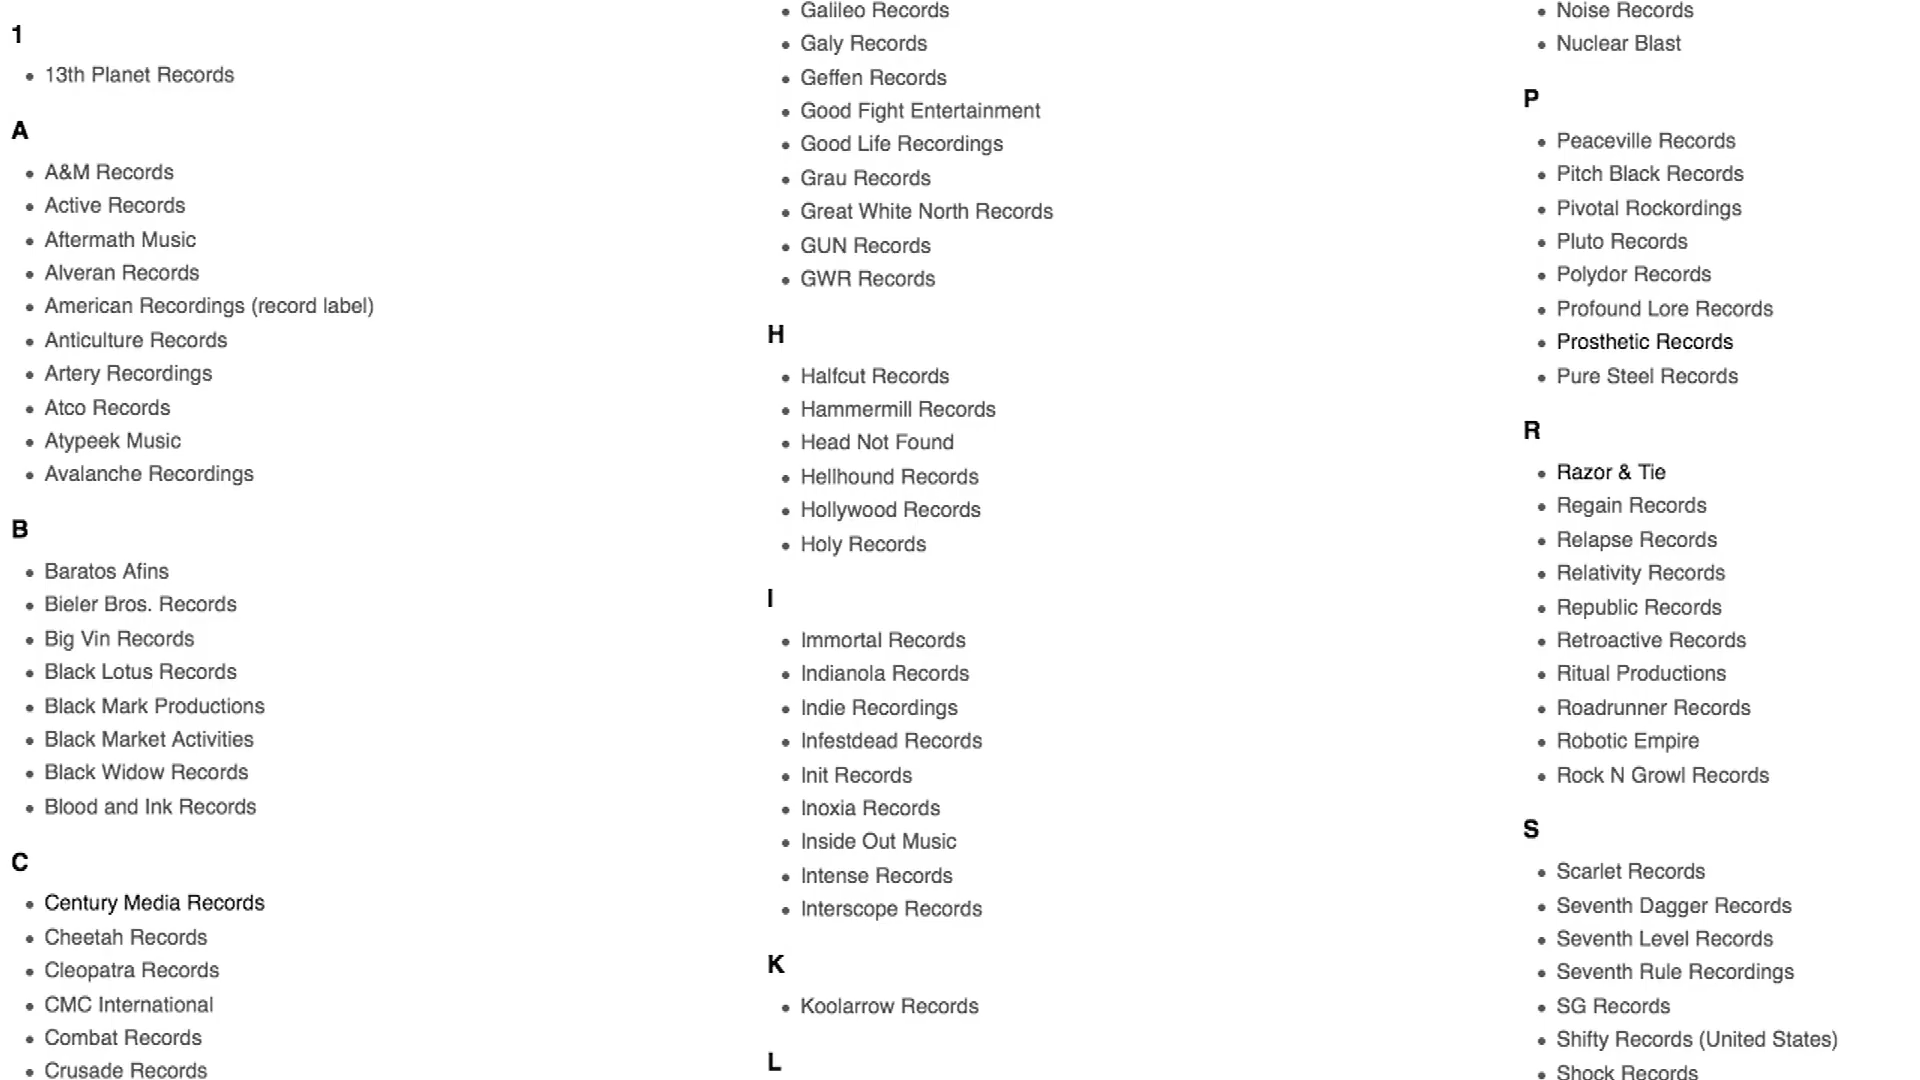 1
13th Planet Records
A
A&M Records
Active Records
Aftermath Music
Alveran Records
American Recordings (record label)
Anticulture Records
Artery Recordings
Atco Records
Atypeek Music
Avalanche Recordings
B
Baratos Afins
Bieler Bros. Records
Big Vin Records
Black Lotus Records
Black Mark Productions
Black Market Activities
Black Widow Records
Blood and Ink Records
C
Century Media Records
Cheetah Records
Cleopatra Records
CMC International
Combat Records
Crusade Records
Galileo Records
Galy Records
Geffen Records
Good Fight Entertainment
Good Life Recordings
Grau Records
Great White North Records
GUN Records
GWR Records
H
Halfcut Records
Hammermill Records
Head Not Found
Hellhound Records
Hollywood Records
Holy Records
I
Immortal Records
Indianola Records
Indie Recordings
Infestdead Records
Init Records
Inoxia Records
Inside Out Music
Intense Records
Interscope Records
K
Koolarrow Records
L
Noise Records
Nuclear Blast
P
Peaceville Records
Pitch Black Records
Pivotal Rockordings
Pluto Records
Polydor Records
Profound Lore Records
Prosthetic Records
Pure Steel Records
R
Razor & Tie
Regain Records
Relapse Records
Relativity Records
Republic Records
Retroactive Records
Ritual Productions
Roadrunner Records
Robotic Empire
Rock N Growl Records
S
Scarlet Records
Seventh Dagger Records
Seventh Level Records
Seventh Rule Recordings
SG Records
Shifty Records (United States)
Shock Records